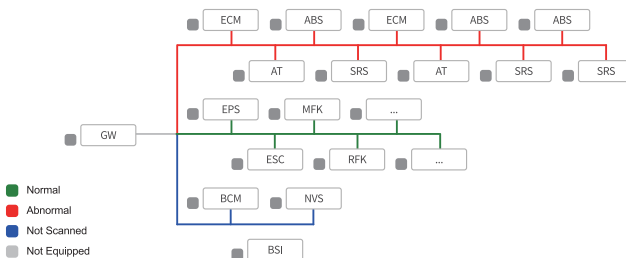 ECM ABS ECM ABS ABS
AT SRS AT SRS SRS
EPS MFK ...
GW
ESC RFK ...
Normal
BCM NVS
Abnormal
Not Scanned
Not Equipped
BSI